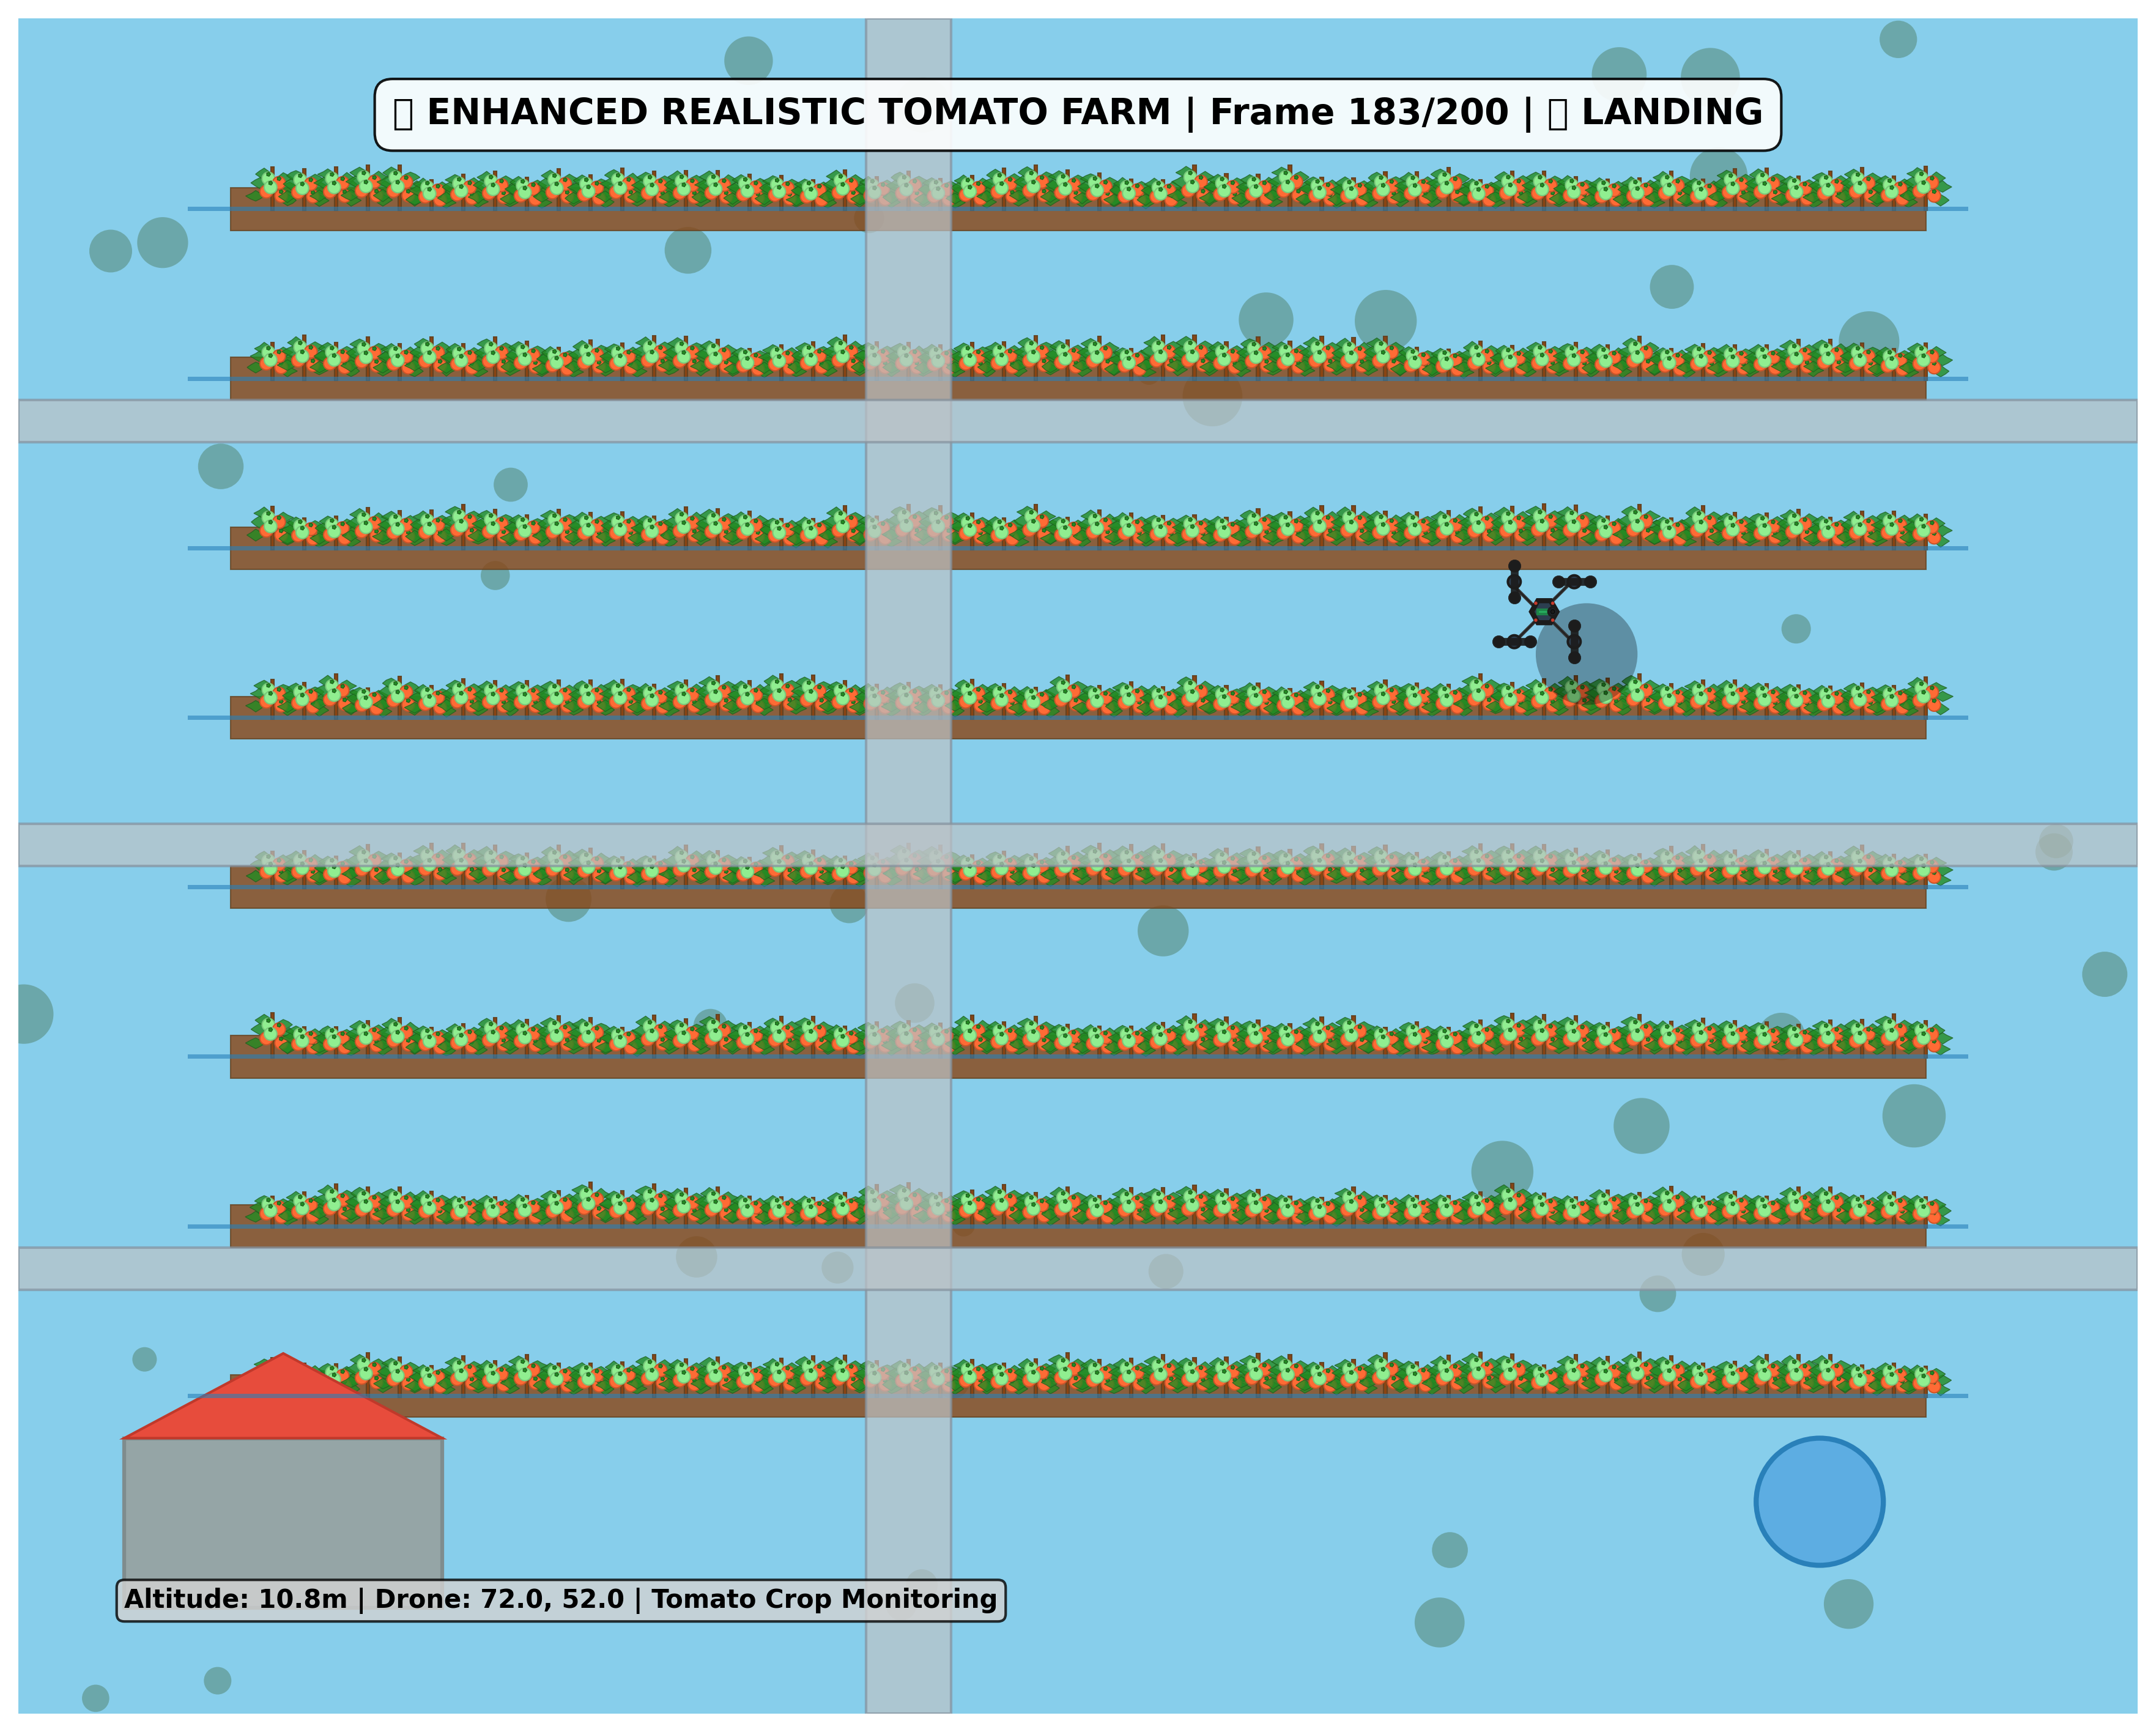 ▯ ENHANCED REALISTIC TOMATO FARM | Frame 183/200 | ▯ LANDING
Altitude: 10.8m | Drone: 72.0, 52.0 | Tomato Crop Monitoring